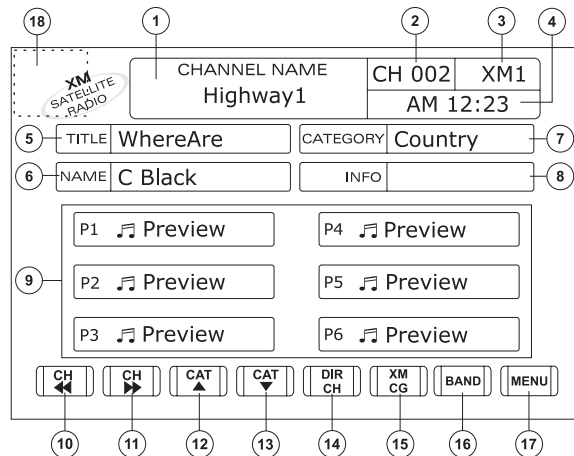 18 1 2 3 4
XM
SATELLITE
RADIO
CHANNEL NAME
Highway1
CH 002
XM1
AM 12:23
5 TITLE WhereAre
CATEGORY Country 7
6 NAME C Black
INFO 8
9
P1 ♫ Preview
P4 ♫ Preview
P2 ♫ Preview
P5 ♫ Preview
P3 ♫ Preview
P6 ♫ Preview
CH ◀◀
CH ▶▶
CAT ▲
CAT ▼
DIR CH
XM CG
BAND
MENU
10 11 12 13 14 15 16 17